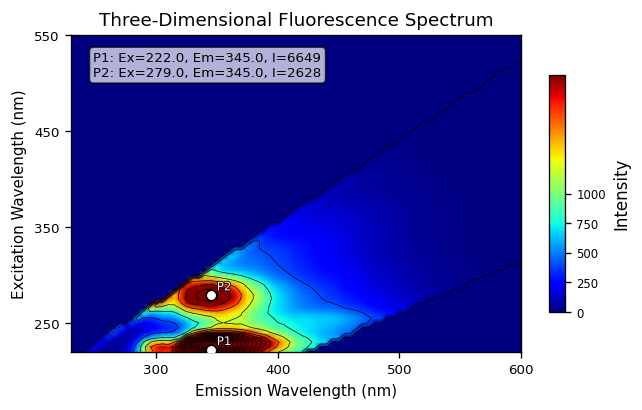 Three-Dimensional Fluorescence Spectrum
P1: Ex=222.0, Em=345.0, I=6649
P2: Ex=279.0, Em=345.0, I=2628
550
450
350
250
Excitation Wavelength (nm)
P2
P1
300
400
500
600
Emission Wavelength (nm)
1000
750
500
250
0
Intensity